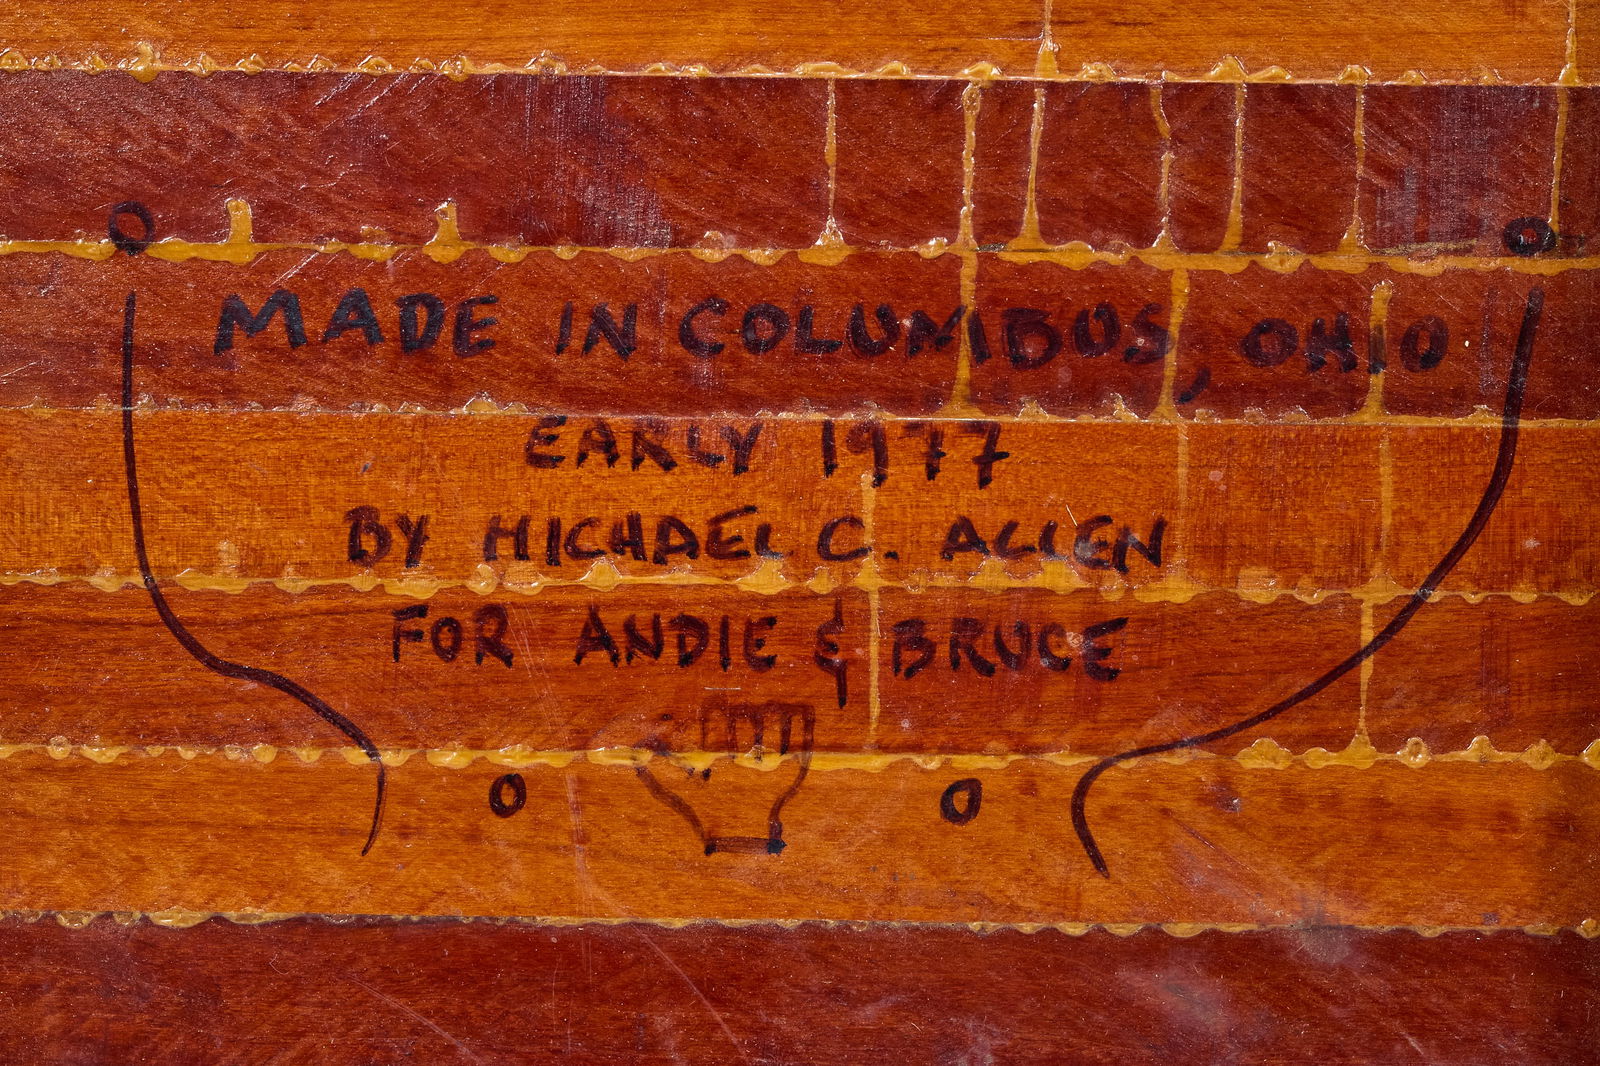 MADE IN COLUMBUS, OHIO
EARLY 1977
BY MICHAEL C. ALLEN
FOR ANDIE & BRUCE